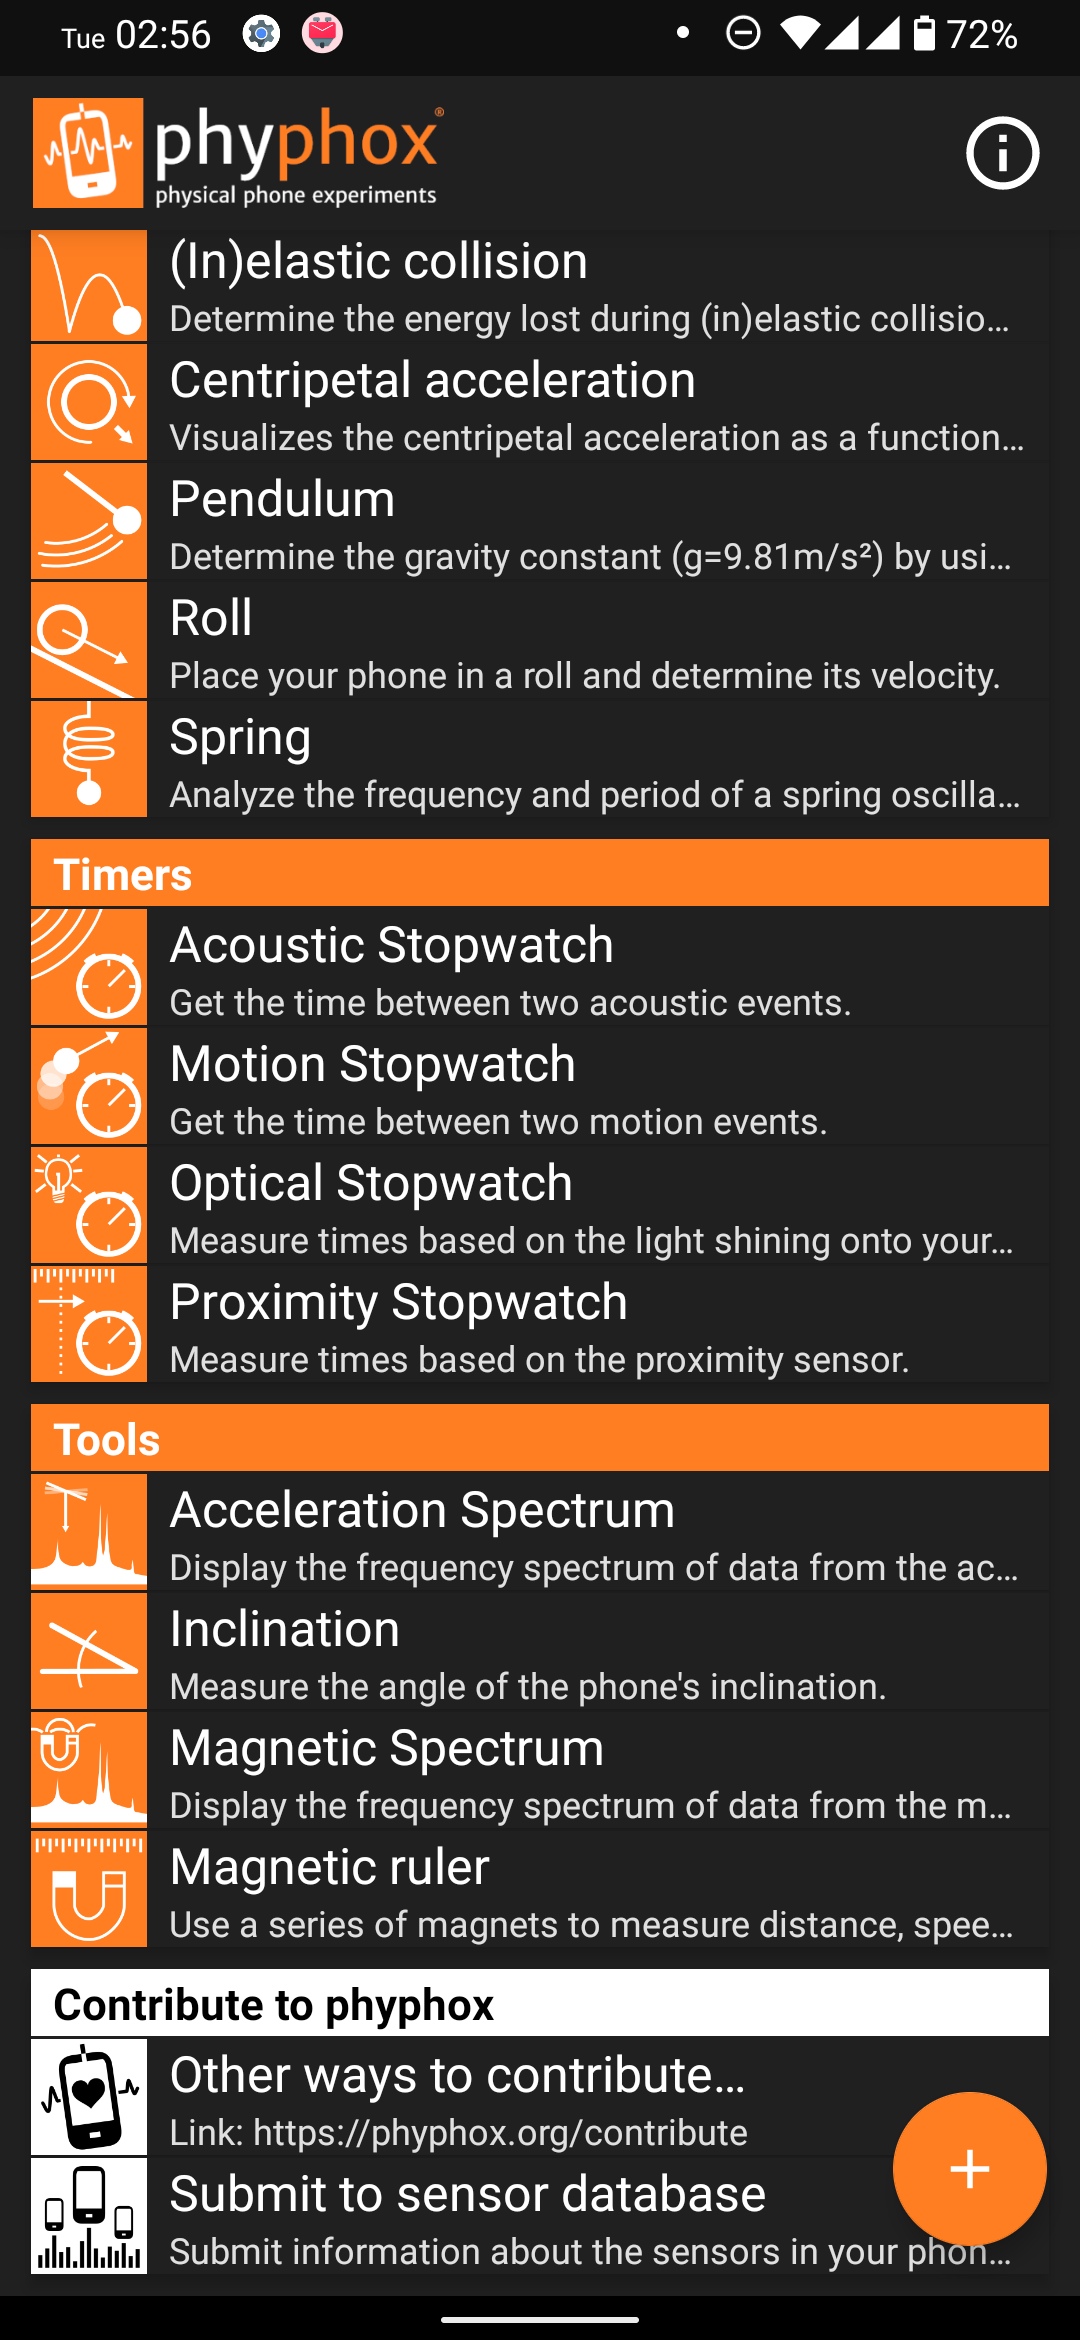 Tue 02:56
72%
phyphox®
physical phone experiments
(In)elastic collision
Determine the energy lost during (in)elastic collisio…
Centripetal acceleration
Visualizes the centripetal acceleration as a function…
Pendulum
Determine the gravity constant (g=9.81m/s²) by usi…
Roll
Place your phone in a roll and determine its velocity.
Spring
Analyze the frequency and period of a spring oscilla…
Timers
Acoustic Stopwatch
Get the time between two acoustic events.
Motion Stopwatch
Get the time between two motion events.
Optical Stopwatch
Measure times based on the light shining onto your…
Proximity Stopwatch
Measure times based on the proximity sensor.
Tools
Acceleration Spectrum
Display the frequency spectrum of data from the ac…
Inclination
Measure the angle of the phone's inclination.
Magnetic Spectrum
Display the frequency spectrum of data from the m…
Magnetic ruler
Use a series of magnets to measure distance, spee…
Contribute to phyphox
Other ways to contribute…
Link: https://phyphox.org/contribute
Submit to sensor database
Submit information about the sensors in your phon…